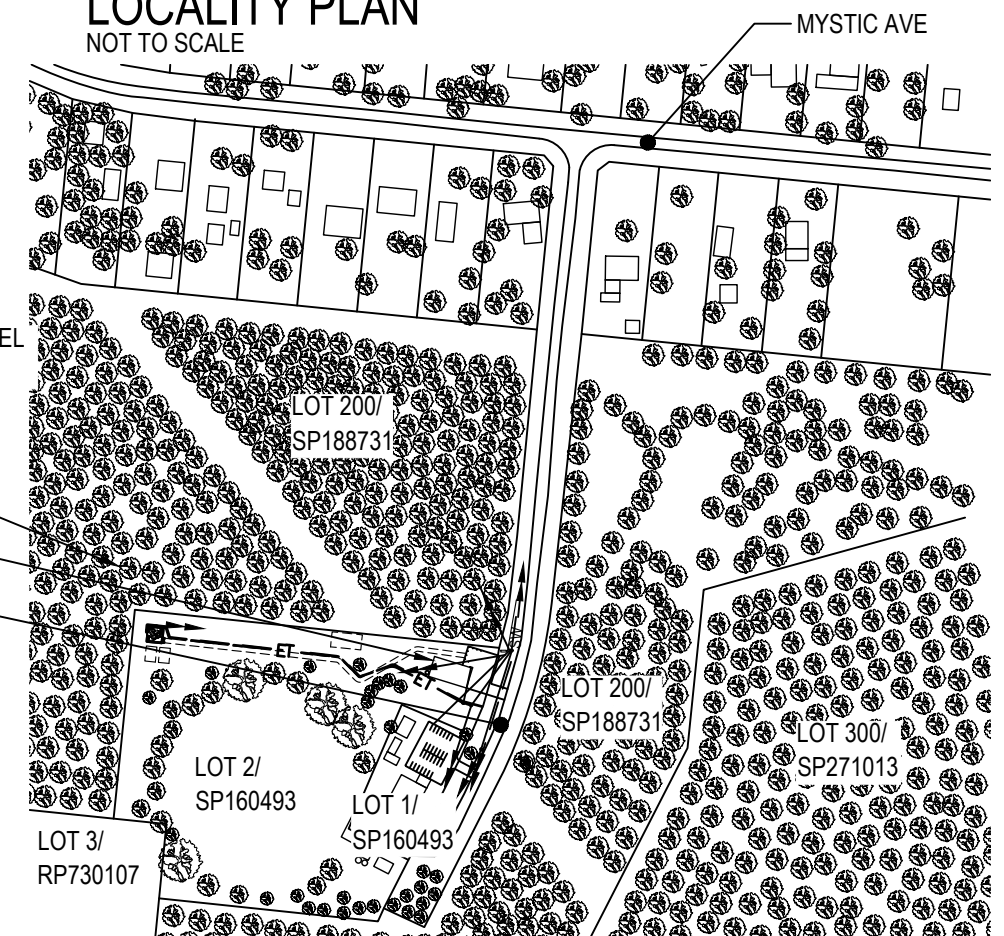 LOCALITY PLAN
NOT TO SCALE
MYSTIC AVE
EL
LOT 200/
SP188731
ET
ET
LOT 200/
SP188731
LOT 300/
SP271013
LOT 2/
SP160493
LOT 1/
SP160493
LOT 3/
RP730107